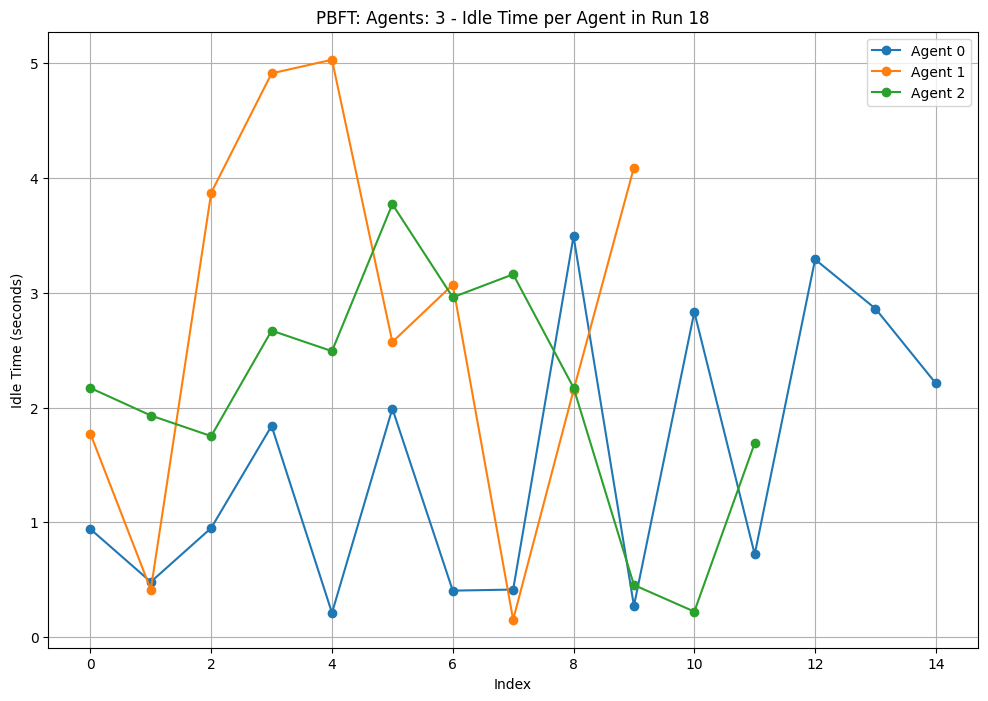 PBFT: Agents: 3 - Idle Time per Agent in Run 18
Agent 0
Agent 1
Agent 2
Idle Time (seconds)
5
4
3
2
1
0
0 2 4 6 8 10 12 14
Index